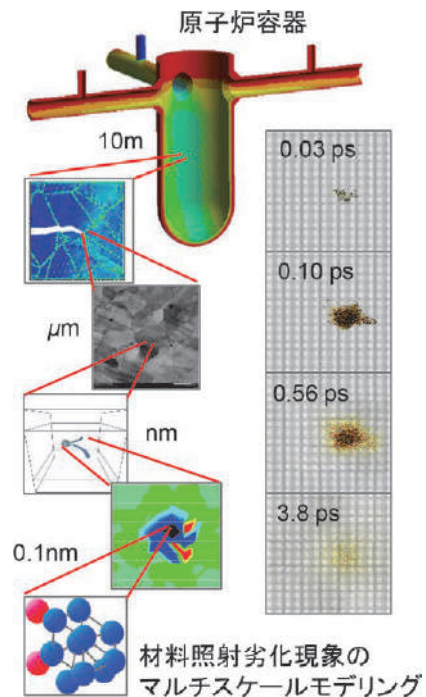 原子炉容器
10m
μm
nm
0.1nm
0.03 ps
0.10 ps
0.56 ps
3.8 ps
材料照射劣化現象の
マルチスケールモデリング